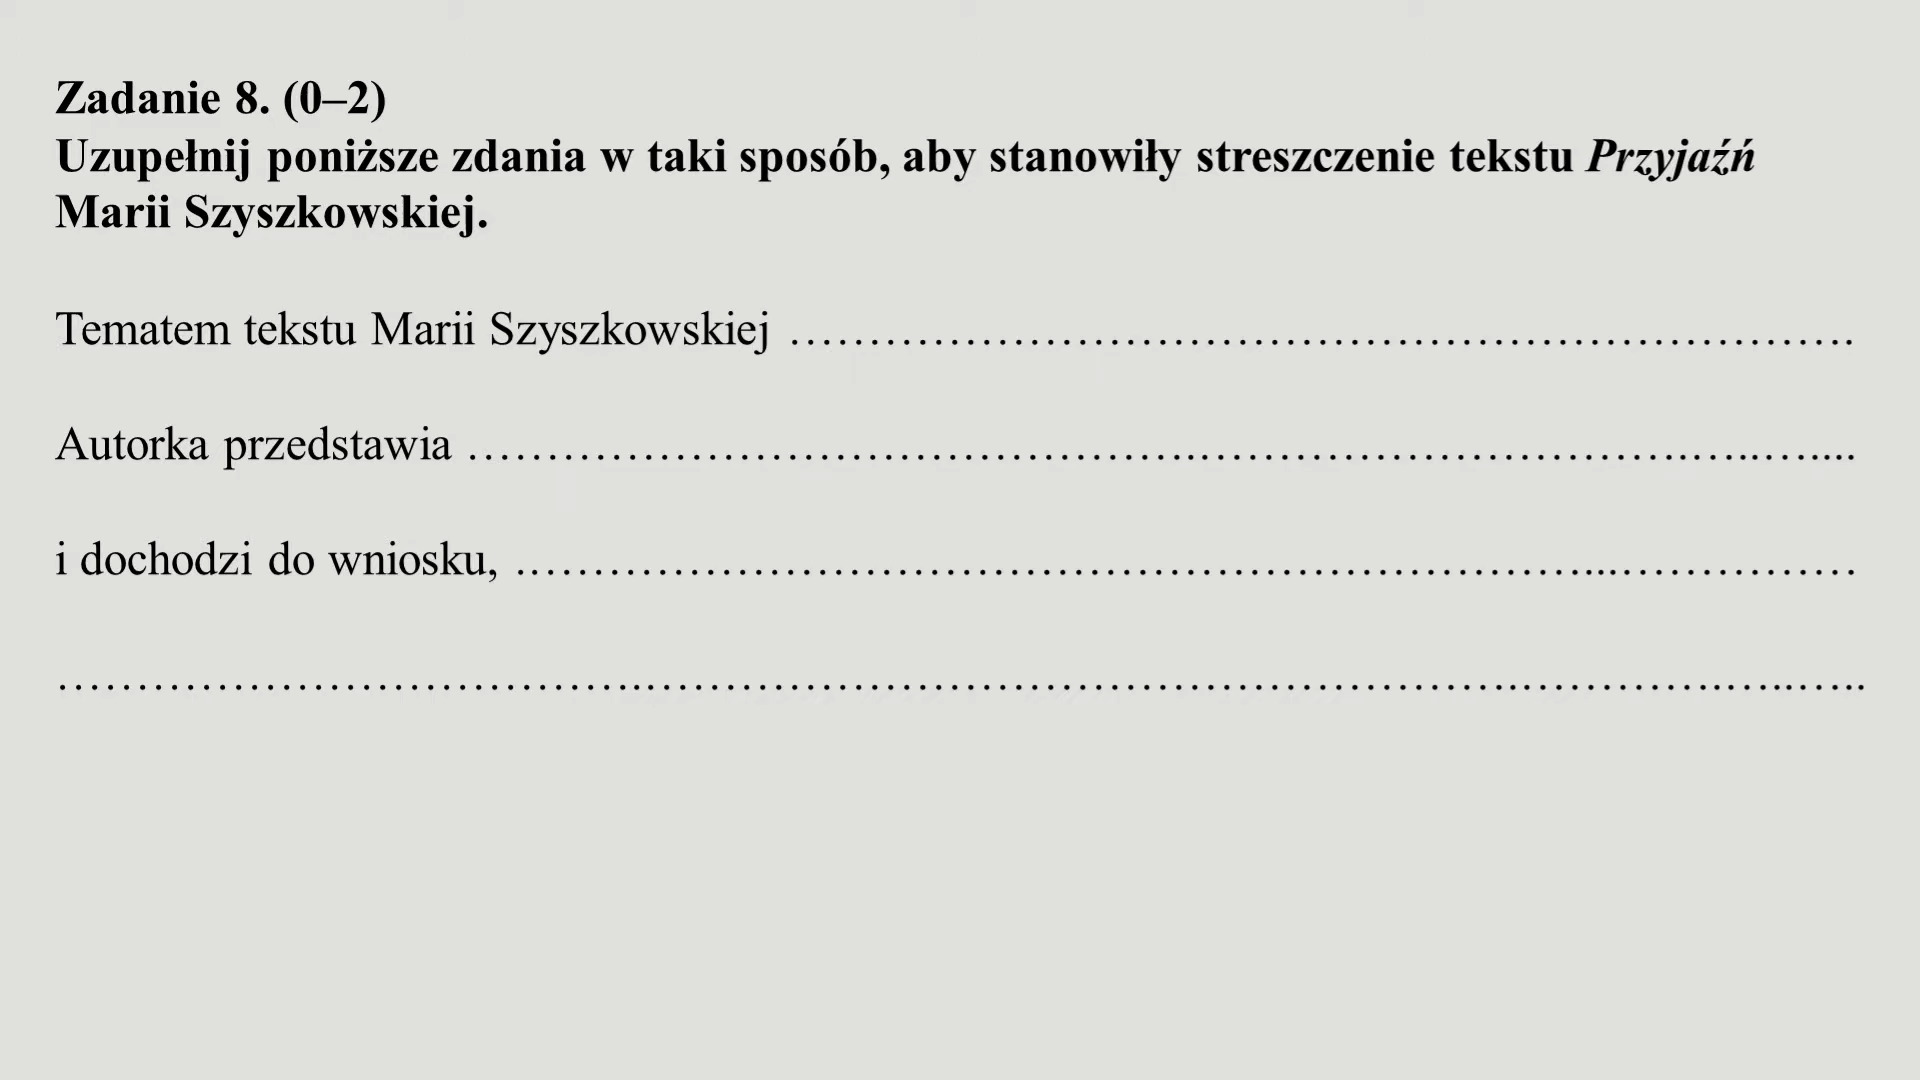 Zadanie 8. (0–2)
Uzupełnij poniższe zdania w taki sposób, aby stanowiły streszczenie tekstu Przyjaźń
Marii Szyszkowskiej.
Tematem tekstu Marii Szyszkowskiej ……………………………………………………………….
Autorka przedstawia ……………………………………….………………………….…..…....
i dochodzi do wniosku, .………………………………………………………………...……………
……………………………….……………………………………………….………….…..…..